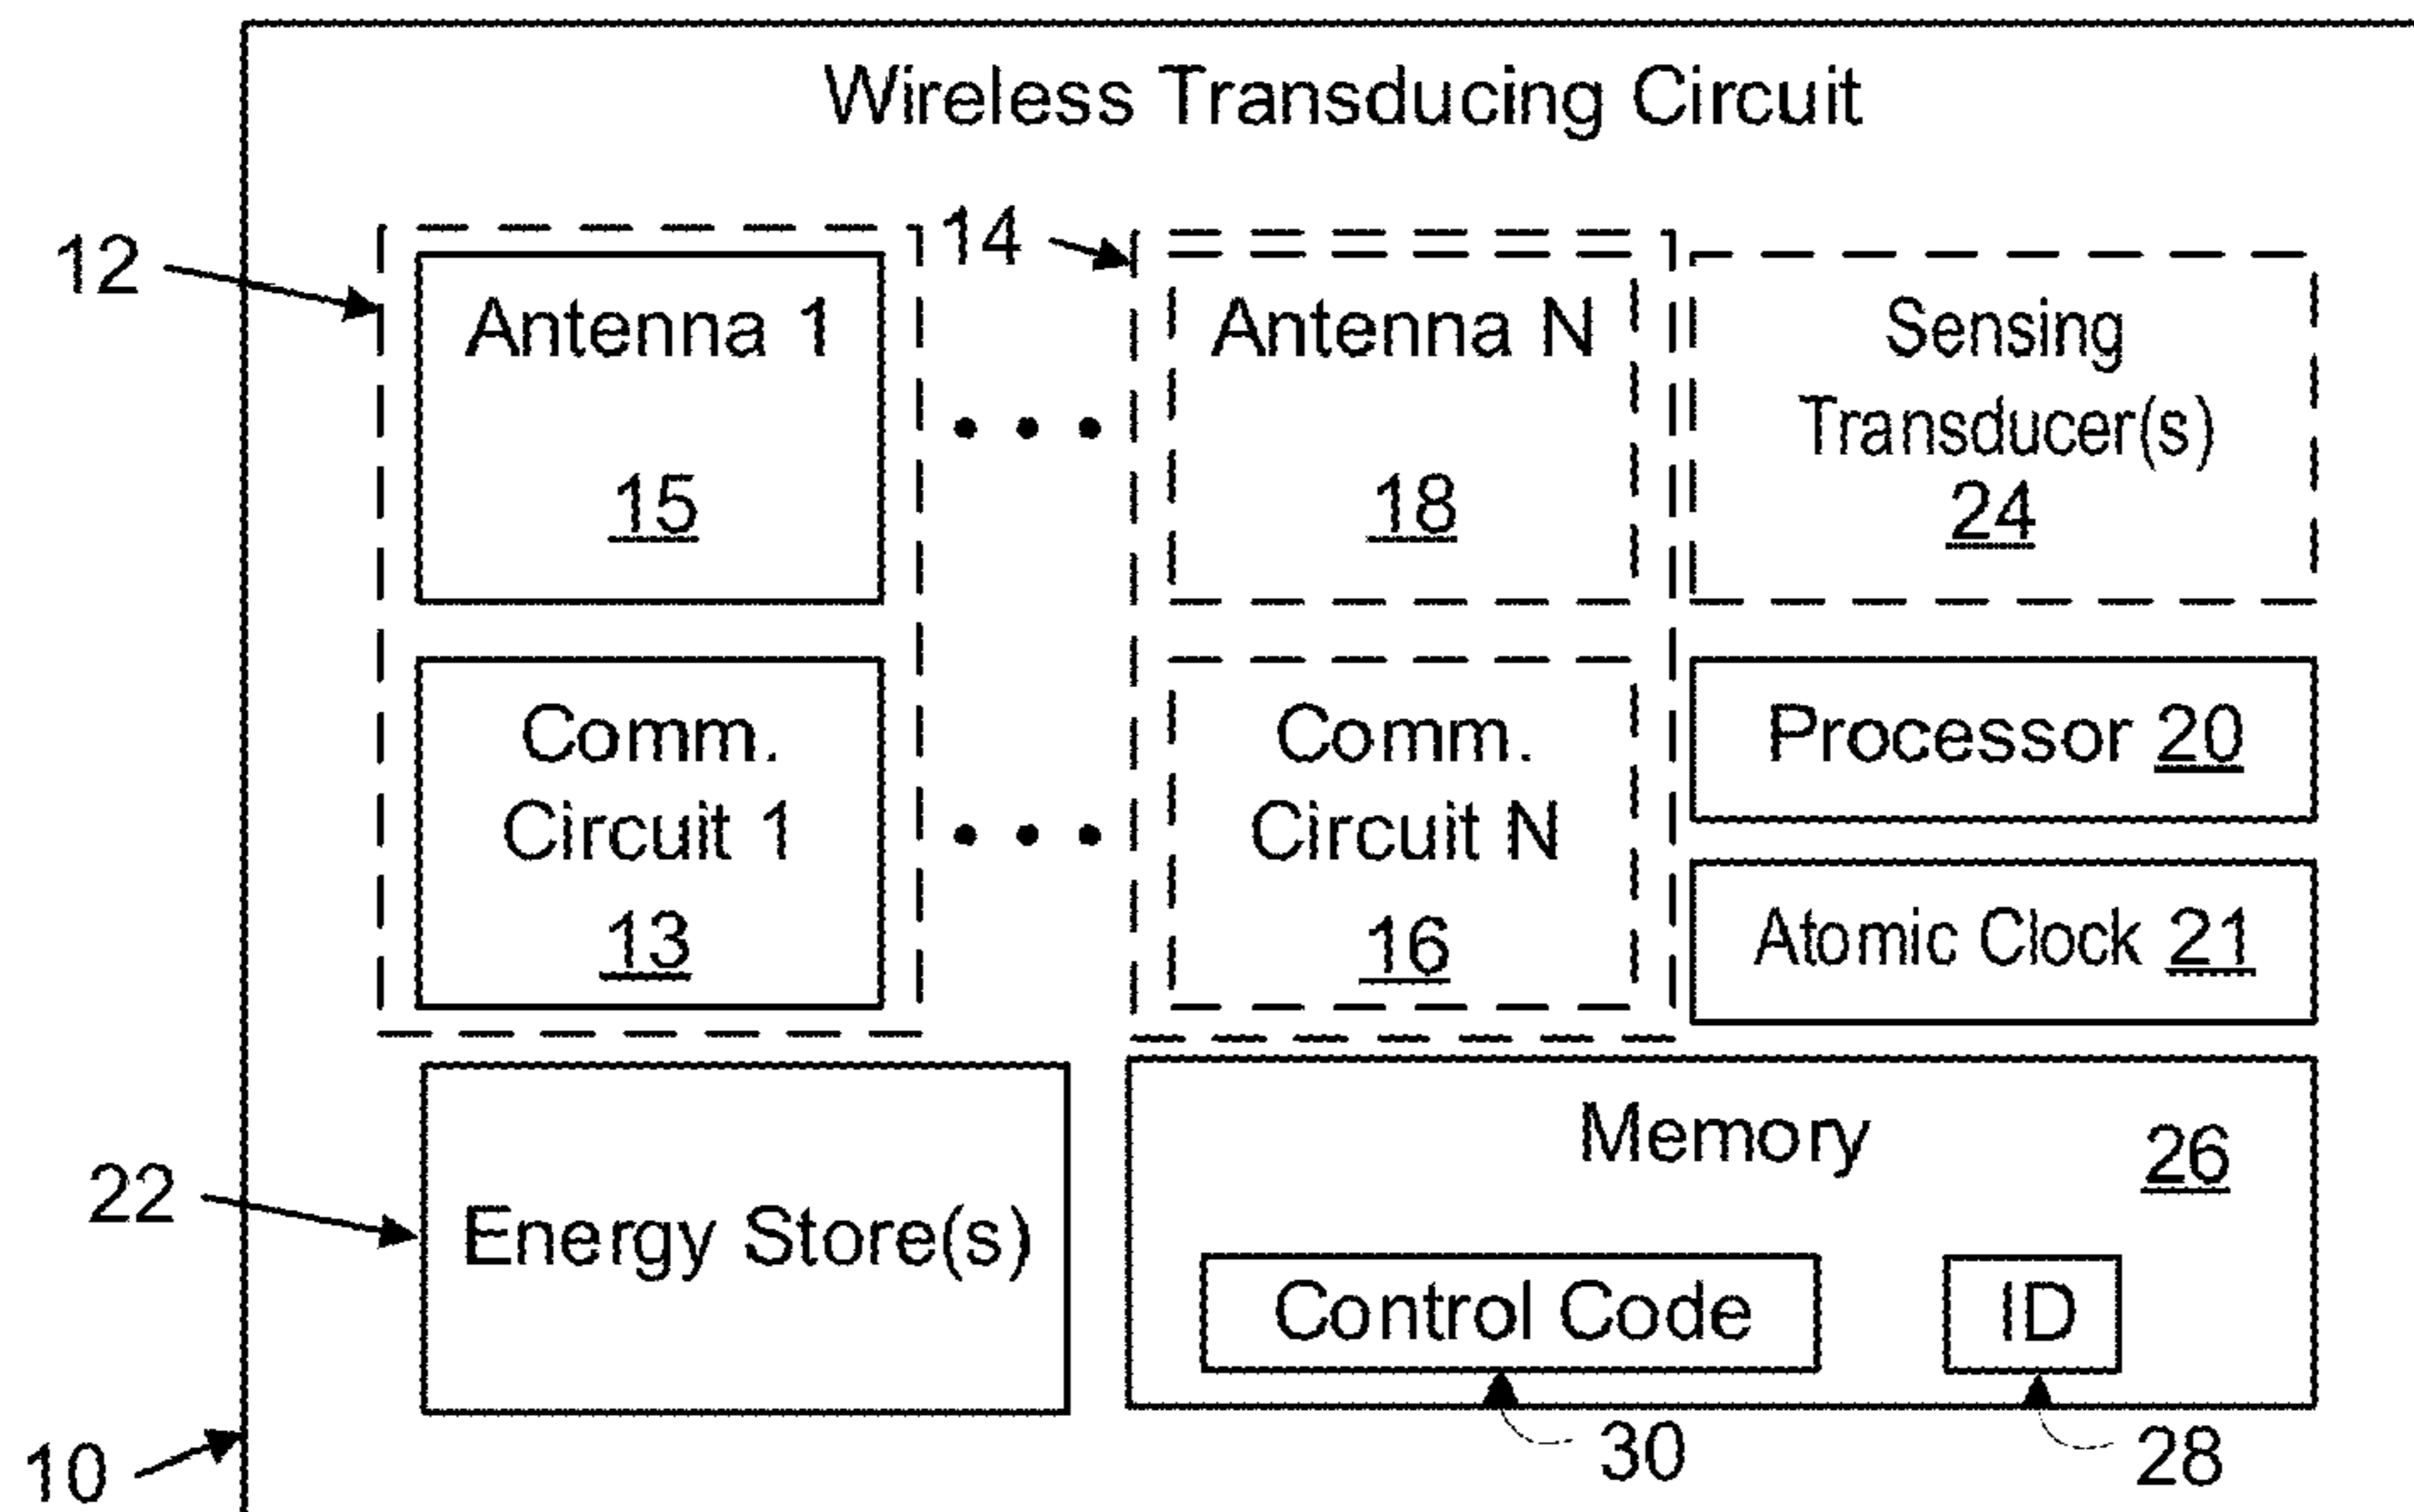 Wireless Transducing Circuit
12
14
Antenna 1
15
Antenna N
18
Sensing
Transducer(s)
24
Comm.
Circuit 1
13
Comm.
Circuit N
16
Processor 20
Atomic Clock 21
22
Energy Store(s)
Memory
26
Control Code
ID
10
30
28